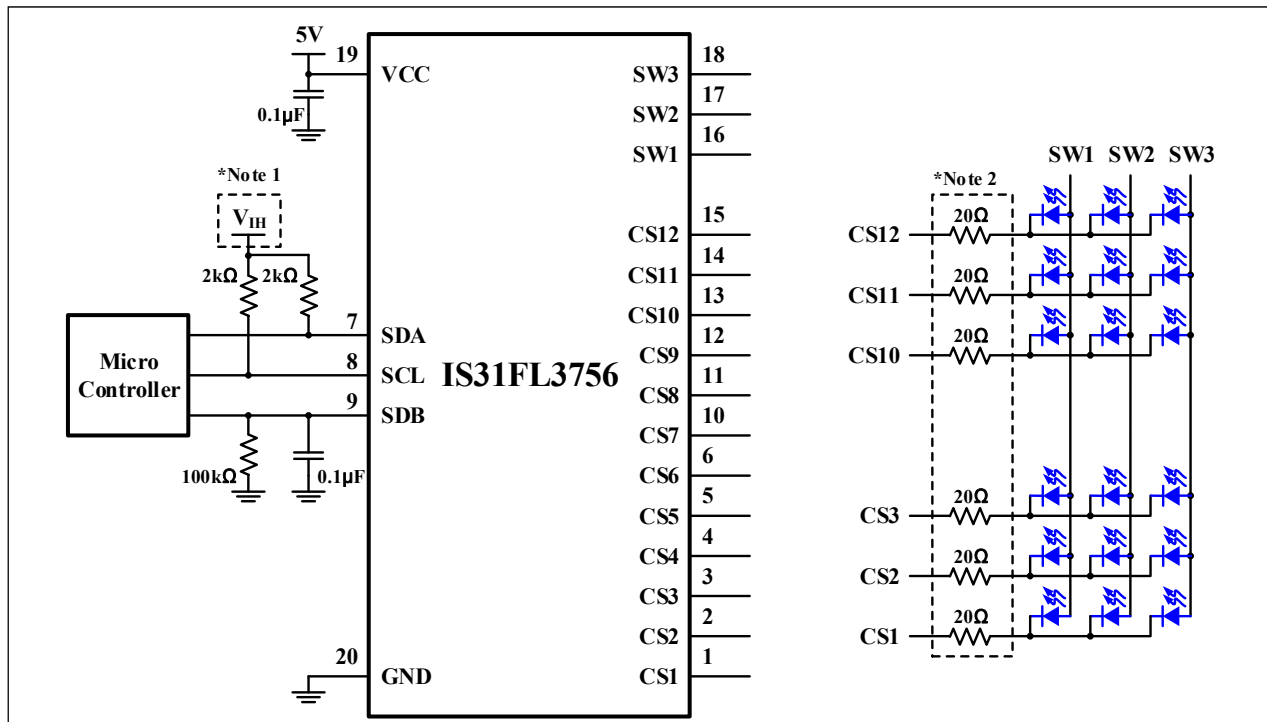 5V
19
VCC
0.1µF
*Note 1
VIH
2kΩ
2kΩ
Micro
Controller
7
SDA
8
SCL
9
SDB
100kΩ
0.1µF
20
GND
IS31FL3756
18
SW3
17
SW2
16
SW1
15
CS12
14
CS11
13
CS10
12
CS9
11
CS8
10
CS7
6
CS6
5
CS5
4
CS4
3
CS3
2
CS2
1
CS1
SW1 SW2 SW3
*Note 2
20Ω
CS12
20Ω
CS11
20Ω
CS10
20Ω
CS3
20Ω
CS2
20Ω
CS1